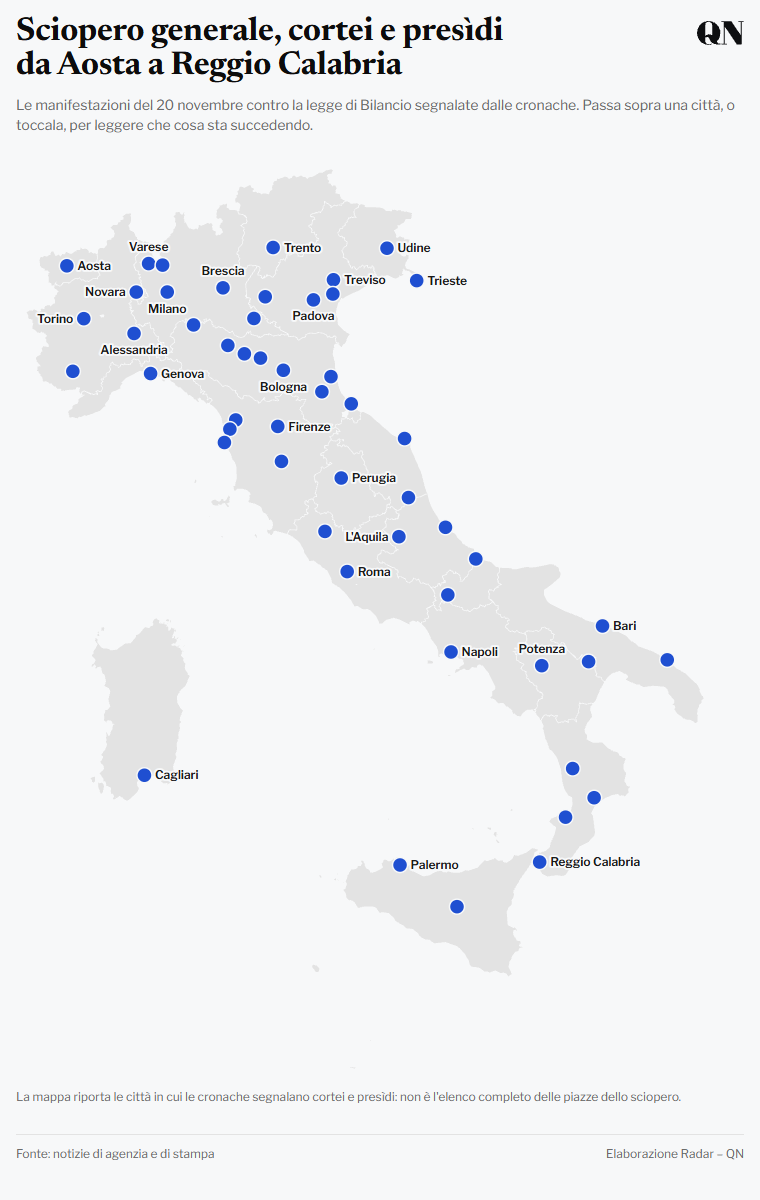 Sciopero generale, cortei e presìdi
da Aosta a Reggio Calabria
QN
Le manifestazioni del 20 novembre contro la legge di Bilancio segnalate dalle cronache. Passa sopra una città, o
toccala, per leggere che cosa sta succedendo.
Varese
Trento
Udine
Aosta
Brescia
Treviso
Trieste
Novara
Milano
Padova
Torino
Alessandria
Genova
Bologna
Firenze
Perugia
L'Aquila
Roma
Bari
Napoli
Potenza
Cagliari
Palermo
Reggio Calabria
La mappa riporta le città in cui le cronache segnalano cortei e presìdi: non è l'elenco completo delle piazze dello sciopero.
Fonte: notizie di agenzia e di stampa
Elaborazione Radar – QN